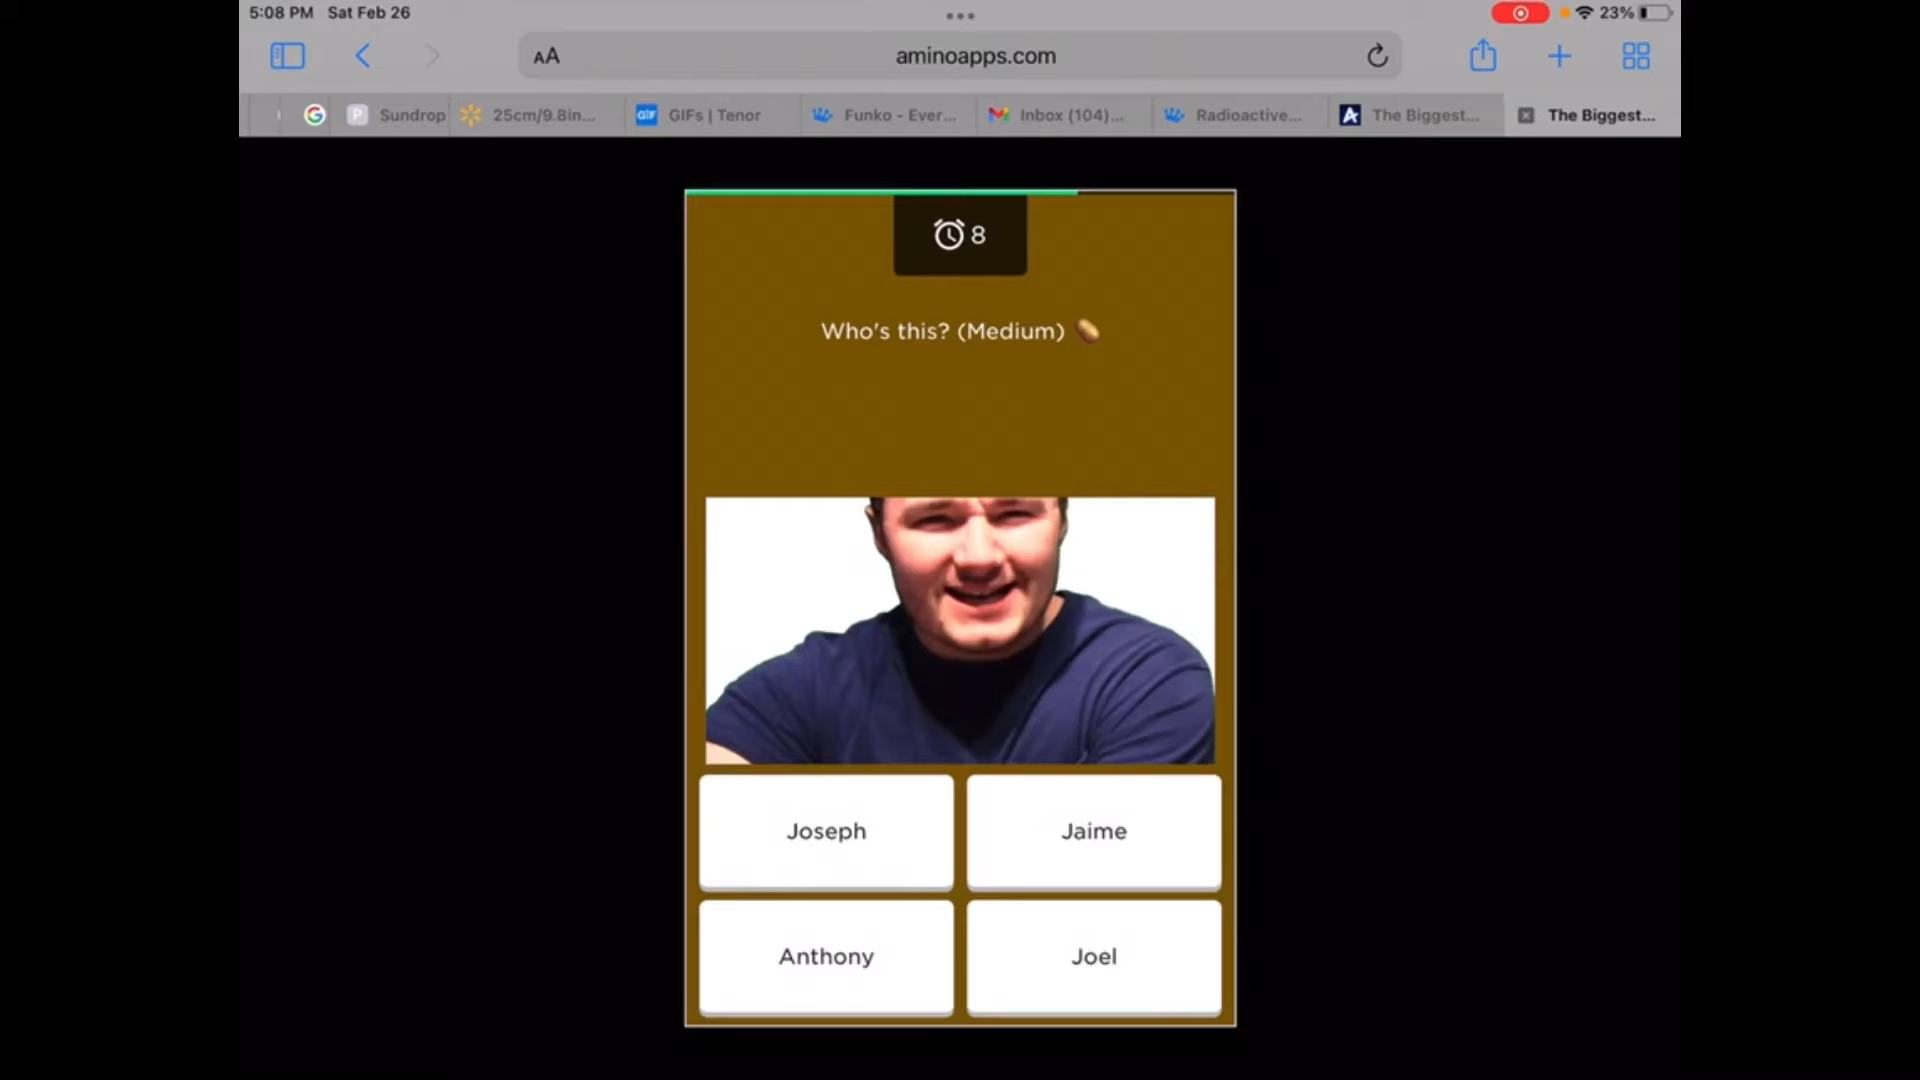 5:08 PM Sat Feb 26
23%
AA
aminoapps.com
P Sundrop
25cm/9.8in...
GIF GIFs | Tenor
Funko - Ever...
Inbox (104)...
Radioactive...
A The Biggest...
The Biggest...
8
Who's this? (Medium)
Joseph
Jaime
Anthony
Joel